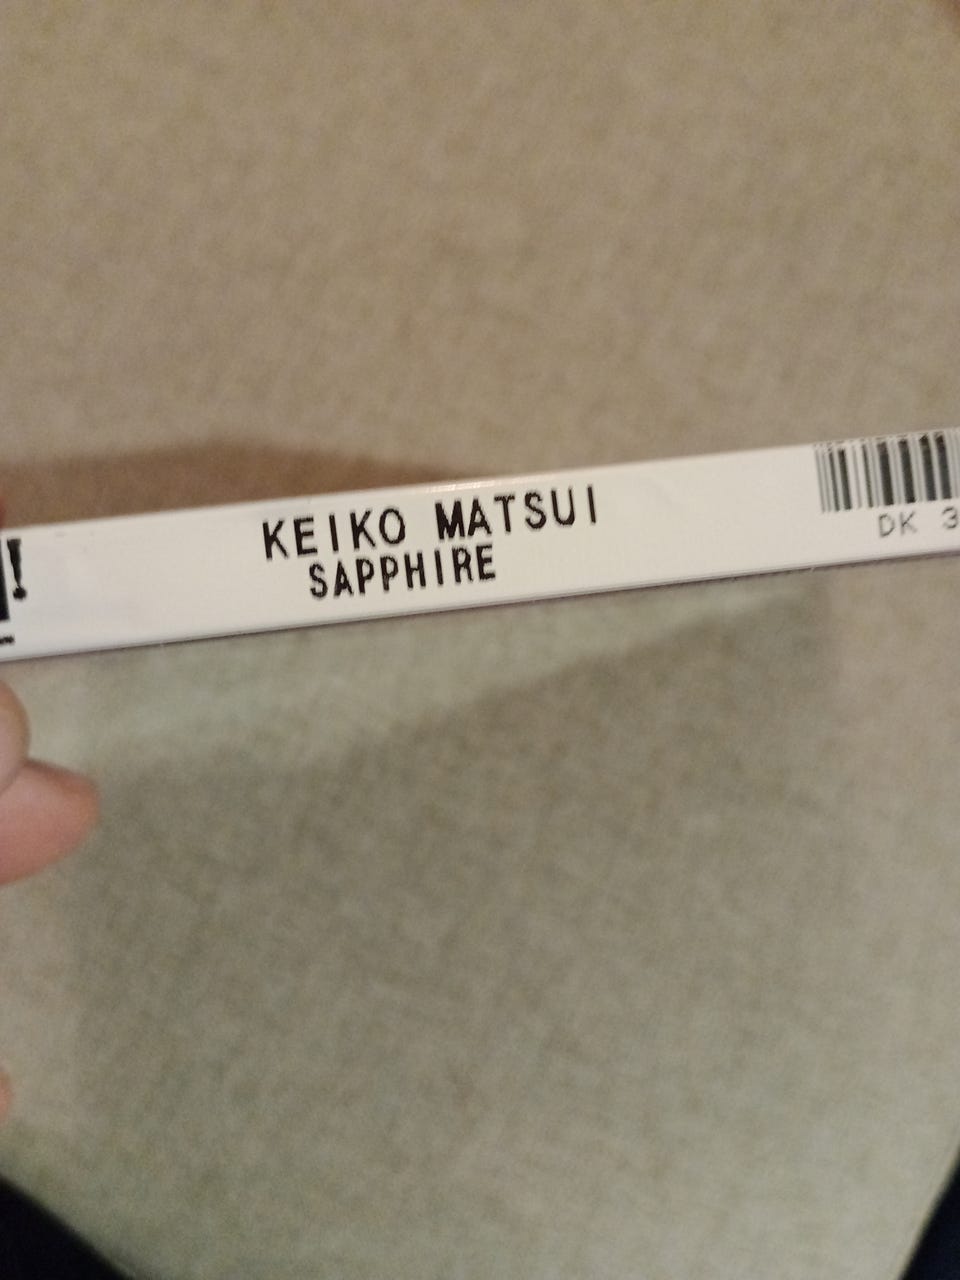 !
KEIKO MATSUI
SAPPHIRE
DK 3